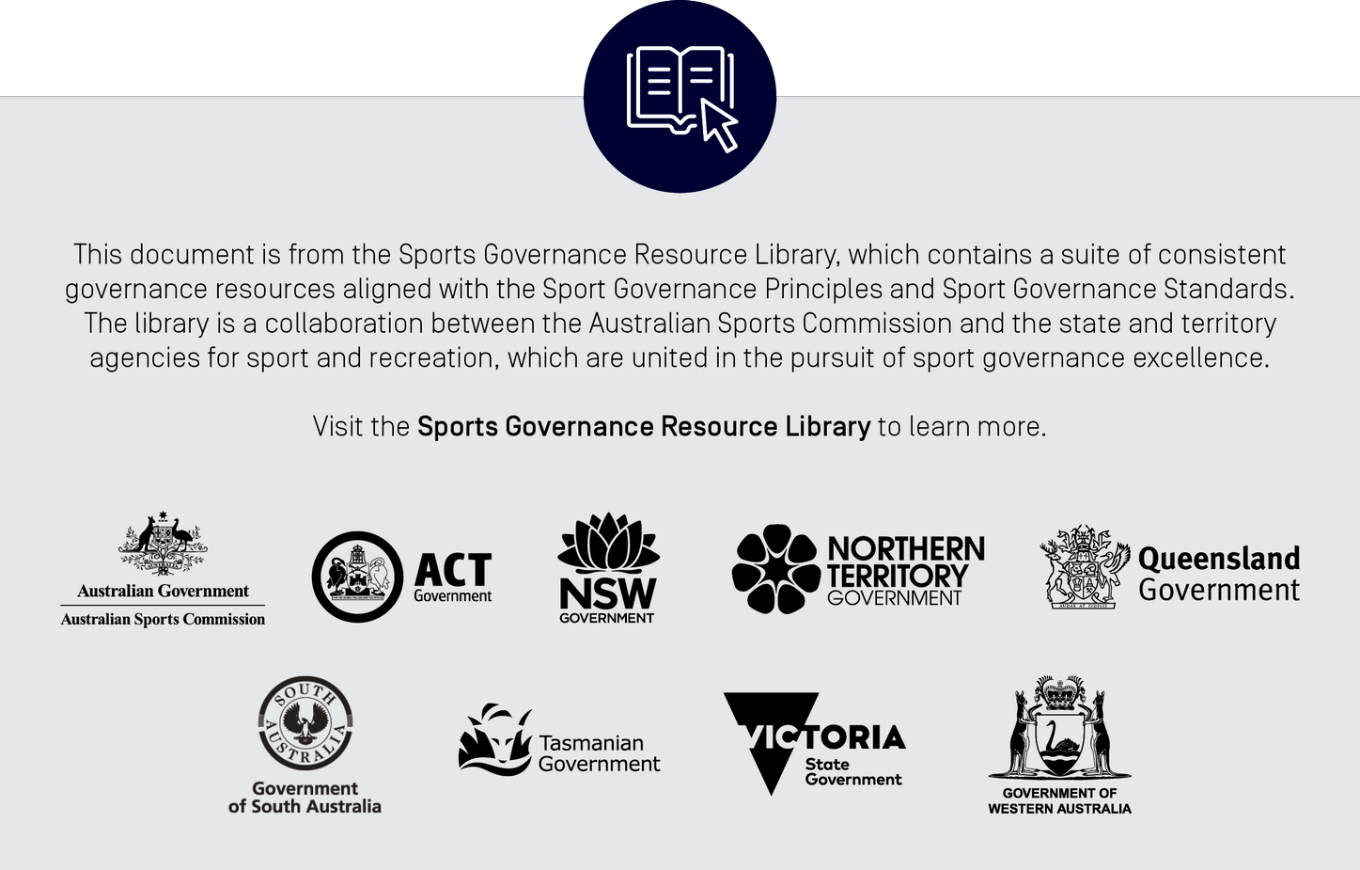 This document is from the Sports Governance Resource Library, which contains a suite of consistent
governance resources aligned with the Sport Governance Principles and Sport Governance Standards.
The library is a collaboration between the Australian Sports Commission and the state and territory
agencies for sport and recreation, which are united in the pursuit of sport governance excellence.
Visit the Sports Governance Resource Library to learn more.
Australian Government
Australian Sports Commission
ACT
Government
NSW
GOVERNMENT
NORTHERN
TERRITORY
GOVERNMENT
Queensland
Government
SOUTH
AUSTRALIA
Government
of South Australia
Tasmanian
Government
VICTORIA
State
Government
GOVERNMENT OF
WESTERN AUSTRALIA